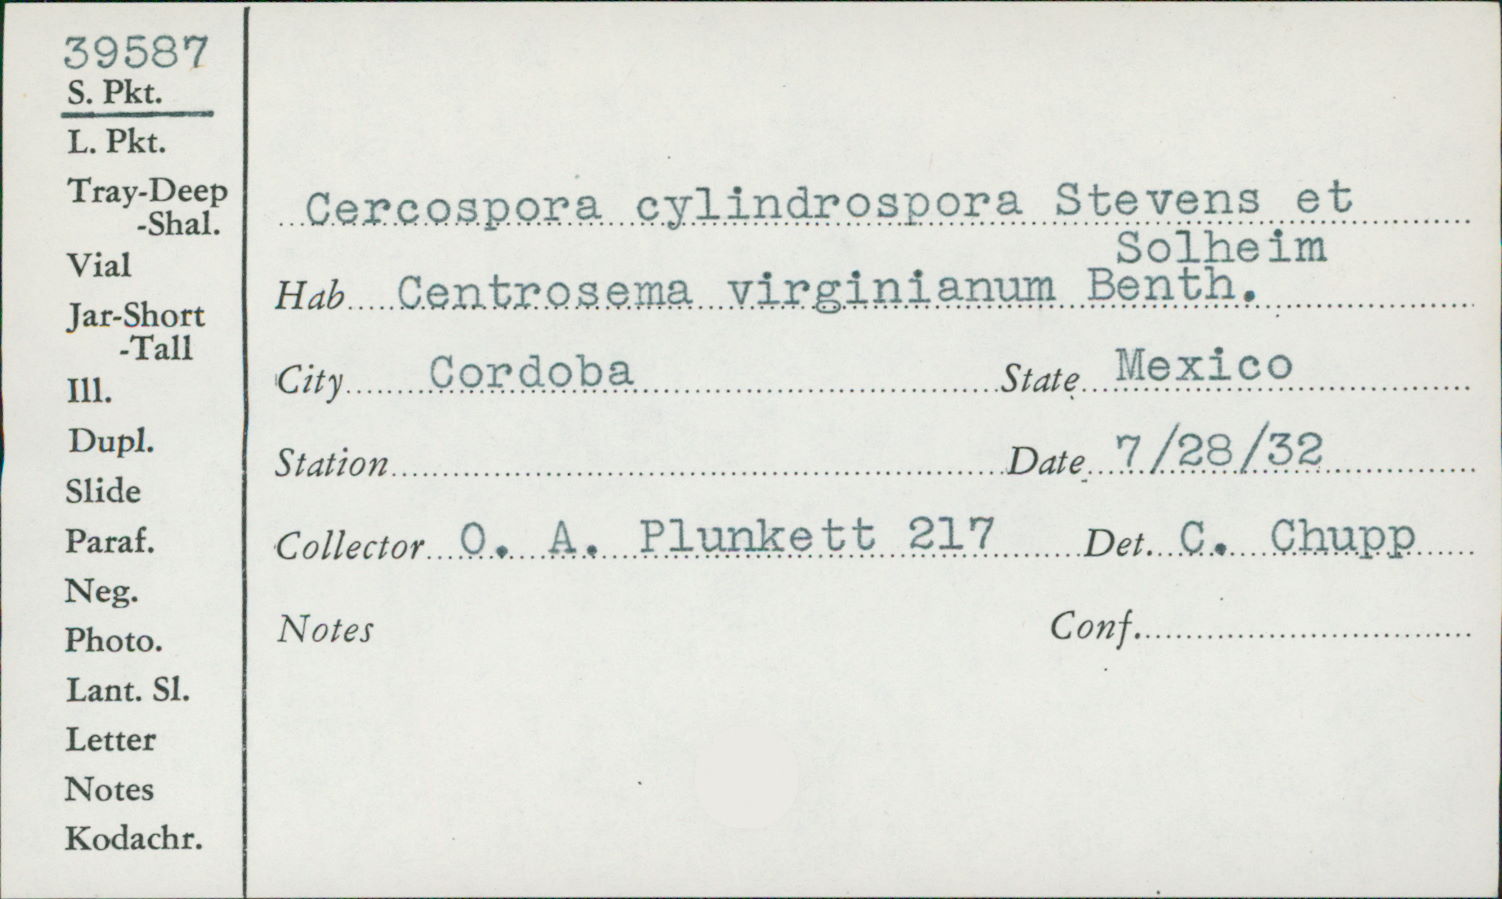 39587
S. Pkt.
L. Pkt.
Tray-Deep
-Shal.
Vial
Jar-Short
-Tall
Ill.
Dupl.
Slide
Paraf.
Neg.
Photo.
Lant. Sl.
Letter
Notes
Kodachr.
Cercospora cylindrospora Stevens et
Solheim
Hab. Centrosema virginianum Benth.
City Cordoba State Mexico
Station Date 7/28/32
Collector O. A. Plunkett 217 Det. C. Chupp
Notes Conf.